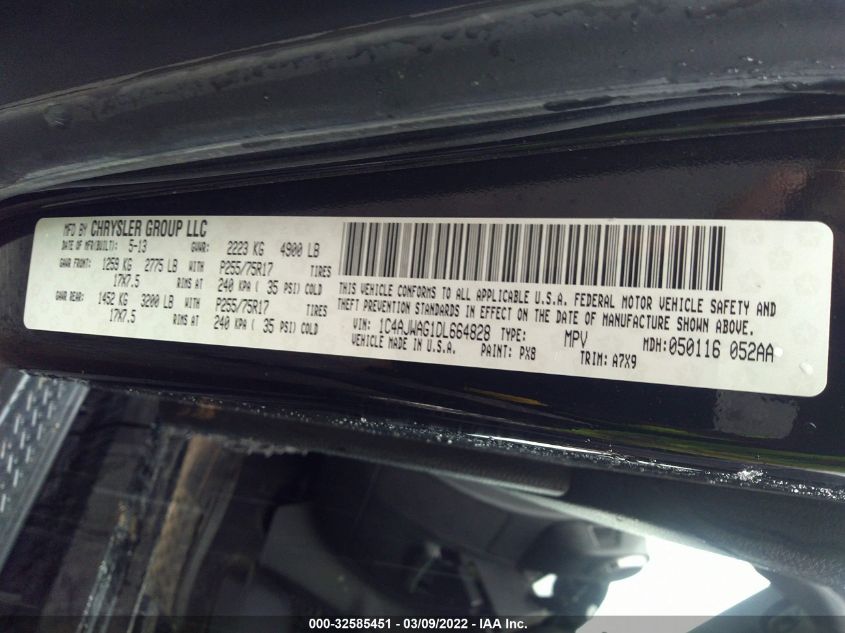 MFD BY CHRYSLER GROUP LLC
DATE OF MFR(BUILT): 5-13 GVWR: 2223 KG 4900 LB
GAWR FRONT: 1259 KG 2775 LB WITH P255/75R17 TIRES
17X7.5 RIMS AT 240 KPA ( 35 PSI) COLD
GAWR REAR: 1452 KG 3200 LB WITH P255/75R17 TIRES
17X7.5 RIMS AT 240 KPA ( 35 PSI) COLD
THIS VEHICLE CONFORMS TO ALL APPLICABLE U.S.A. FEDERAL MOTOR VEHICLE SAFETY AND
THEFT PREVENTION STANDARDS IN EFFECT ON THE DATE OF MANUFACTURE SHOWN ABOVE.
VIN: 1C4AJWAG1DL664828 TYPE: MPV MDH: 050116 052AA
VEHICLE MADE IN U.S.A. PAINT: PX8 TRIM: A7X9
000-32585451 - 03/09/2022 - IAA Inc.